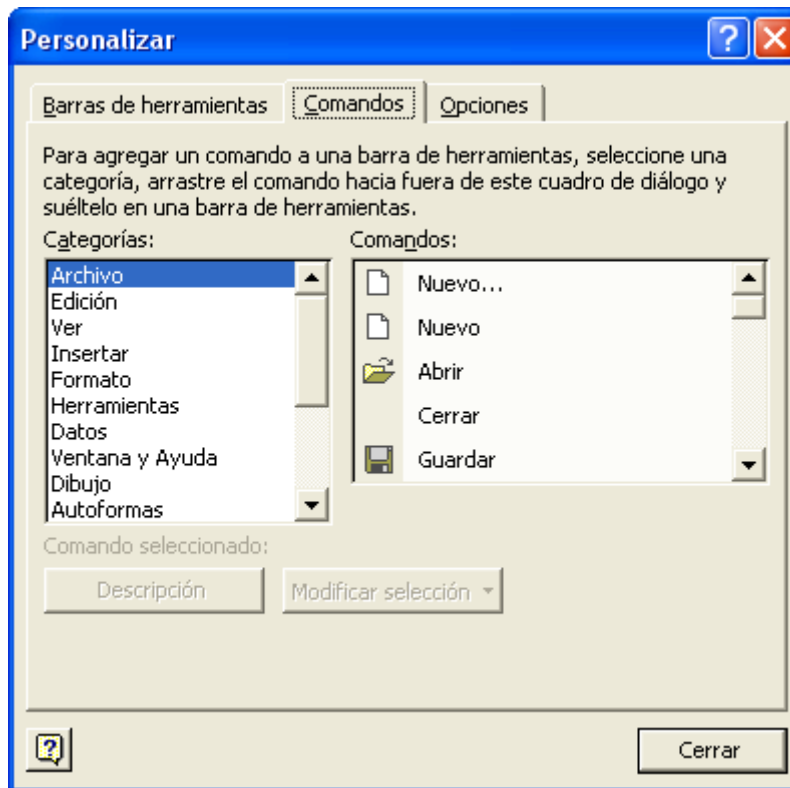 Personalizar
Barras de herramientas Comandos Opciones
Para agregar un comando a una barra de herramientas, seleccione una
categoría, arrastre el comando hacia fuera de este cuadro de diálogo y
suéltelo en una barra de herramientas.
Categorías: Comandos:
Archivo
Edición
Ver
Insertar
Formato
Herramientas
Datos
Ventana y Ayuda
Dibujo
Autoformas
Nuevo...
Nuevo
Abrir
Cerrar
Guardar
Comando seleccionado:
Descripción Modificar selección
Cerrar